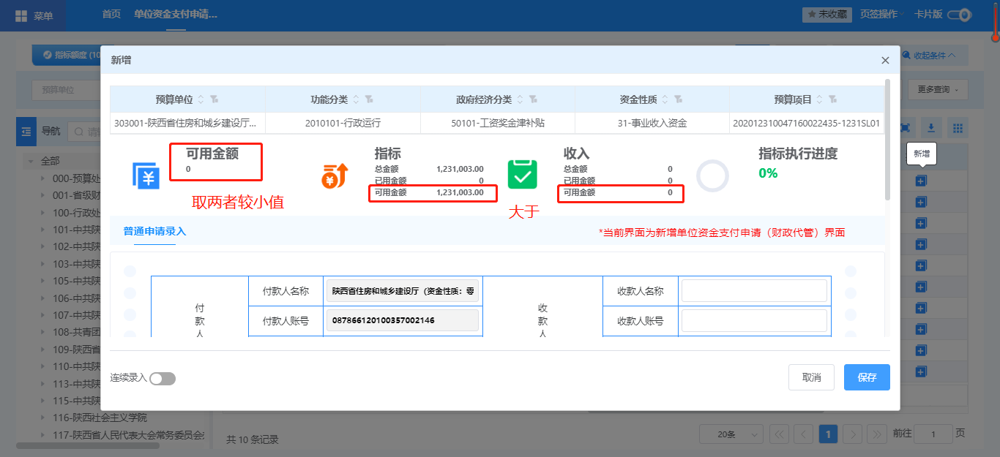 菜单 首页 单位资金支付申请... ★ 未收藏 页签操作 卡片版
指标额度 (10 收起条件
预算单位 更多查询
导航
全部
000-预算处
001-省级财
100-行政处
101-中共陕
102-中共陕
103-中共陕
105-中共陕
106-中共陕
107-中共陕
108-共青团
109-陕西省
110-中共陕
113-中共陕
115-中共陕
116-陕西社会主义学院
117-陕西省人民代表大会常务委员会
新增
新增
预算单位 功能分类 政府经济分类 资金性质 预算项目
303001-陕西省住房和城乡建设厅... 2010101-行政运行 50101-工资奖金津补贴 31-事业收入资金 202012310047160022435-1231SL01
可用金额
0
取两者较小值
指标
总金额 1,231,003.00
已用金额 0
可用金额 1,231,003.00
大于
收入
总金额 0
已用金额 0
可用金额 0
指标执行进度
0%
普通申请录入
*当前界面为新增单位资金支付申请（财政代管）界面
付款人
付款人名称 陕西省住房和城乡建设厅（资金性质：零
付款人账号 087866120100357002146
收款人
收款人名称
收款人账号
连续录入 取消 保存
共 10 条记录 20条 1 前往 1 页